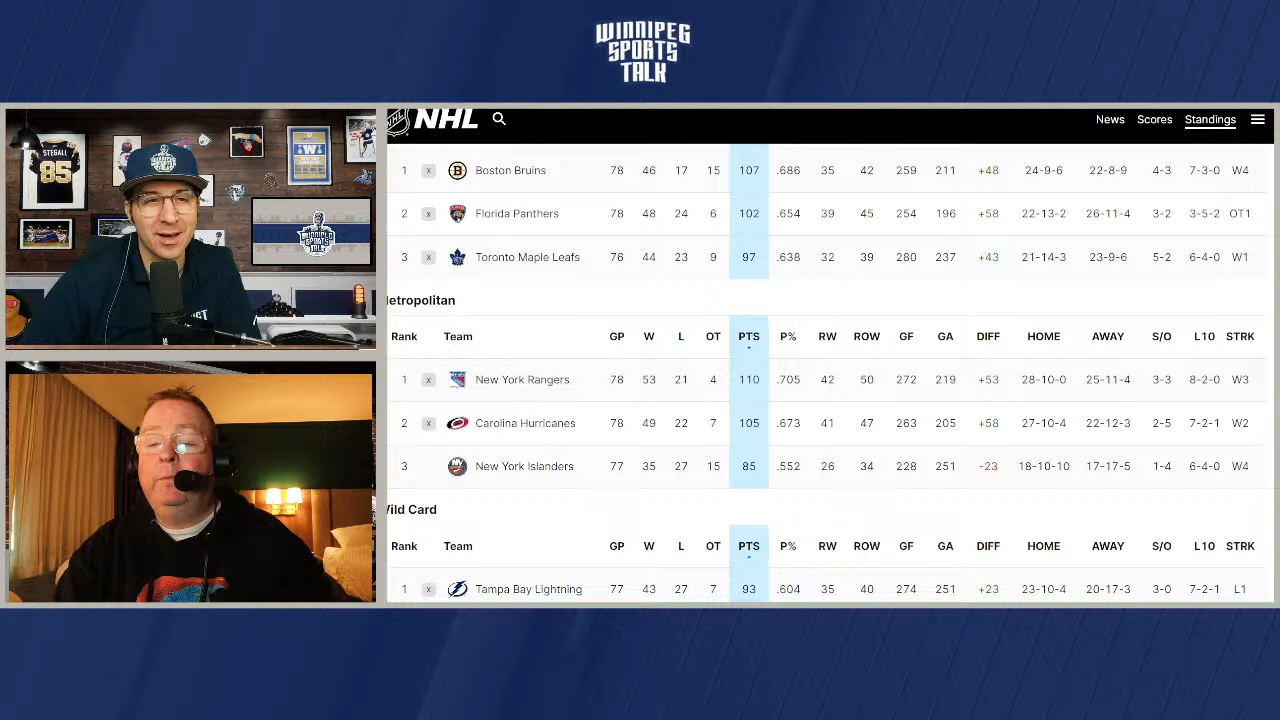 WINNIPEG
SPORTS
TALK
STEGALL
85
W
WINNIPEG
SPORTS
TALK
NHL
News Scores Standings
1 x Boston Bruins 78 46 17 15 107 .686 35 42 259 211 +48 24-9-6 22-8-9 4-3 7-3-0 W4
2 x Florida Panthers 78 48 24 6 102 .654 39 45 254 196 +58 22-13-2 26-11-4 3-2 3-5-2 OT1
3 x Toronto Maple Leafs 76 44 23 9 97 .638 32 39 280 237 +43 21-14-3 23-9-6 5-2 6-4-0 W1
etropolitan
Rank Team GP W L OT PTS P% RW ROW GF GA DIFF HOME AWAY S/O L10 STRK
1 x New York Rangers 78 53 21 4 110 .705 42 50 272 219 +53 28-10-0 25-11-4 3-3 8-2-0 W3
2 x Carolina Hurricanes 78 49 22 7 105 .673 41 47 263 205 +58 27-10-4 22-12-3 2-5 7-2-1 W2
3 New York Islanders 77 35 27 15 85 .552 26 34 228 251 -23 18-10-10 17-17-5 1-4 6-4-0 W4
Wild Card
Rank Team GP W L OT PTS P% RW ROW GF GA DIFF HOME AWAY S/O L10 STRK
1 x Tampa Bay Lightning 77 43 27 7 93 .604 35 40 274 251 +23 23-10-4 20-17-3 3-0 7-2-1 L1